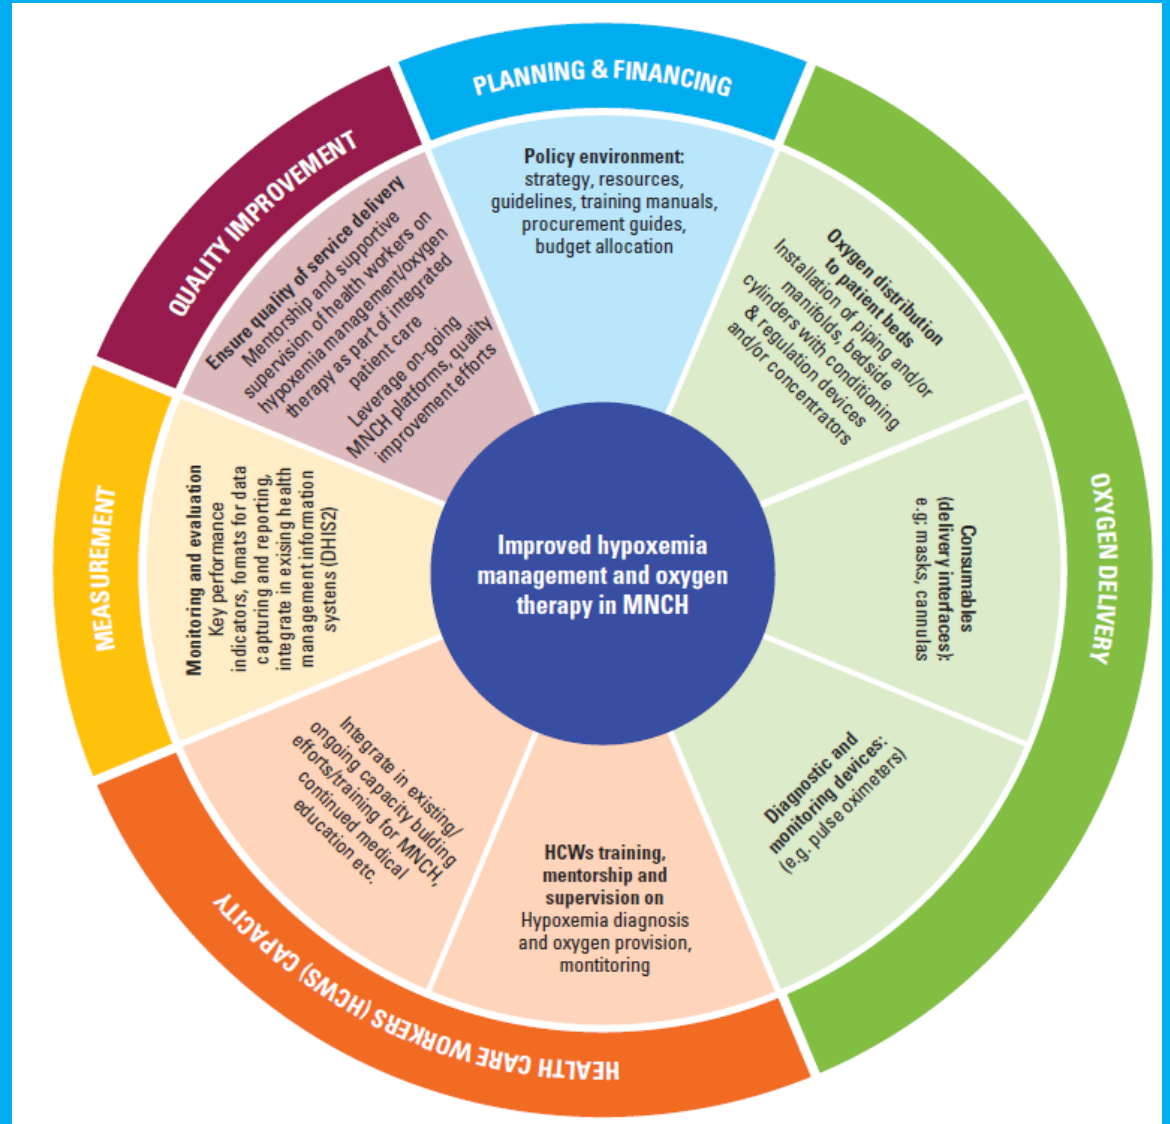 PLANNING & FINANCING
Policy environment:
strategy, resources,
guidelines, training manuals,
procurement guides,
budget allocation
OXYGEN DELIVERY
Oxygen distribution
to patient beds
Installation of piping and/or
manifolds, bedside
cylinders with conditioning
& regulation devices
and/or concentrators
Consumables
(delivery interfaces):
e.g; masks, cannulas
Diagnostic and
monitoring devices:
(e.g. pulse oximeters)
HEALTH CARE WORKERS (HCWS) CAPACITY
HCWs training,
mentorship and
supervision on
Hypoxemia diagnosis
and oxygen provision,
montitoring
Integrate in existing/
ongoing capacity bulding
efforts/training for MNCH,
continued medical
education etc.
MEASUREMENT
Monitoring and evaluation
Key performance
indicators, fomats for data
capturing and reporting,
integrate in exising health
management information
systens (DHIS2)
QUALITY IMPROVEMENT
Ensure quality of service delivery
Mentorship and supportive
supervision of health workers on
hypoxemia management/oxygen
therapy as part of integrated
patient care
Leverage on-going
MNCH platforms, quality
improvement efforts
Improved hypoxemia
management and oxygen
therapy in MNCH